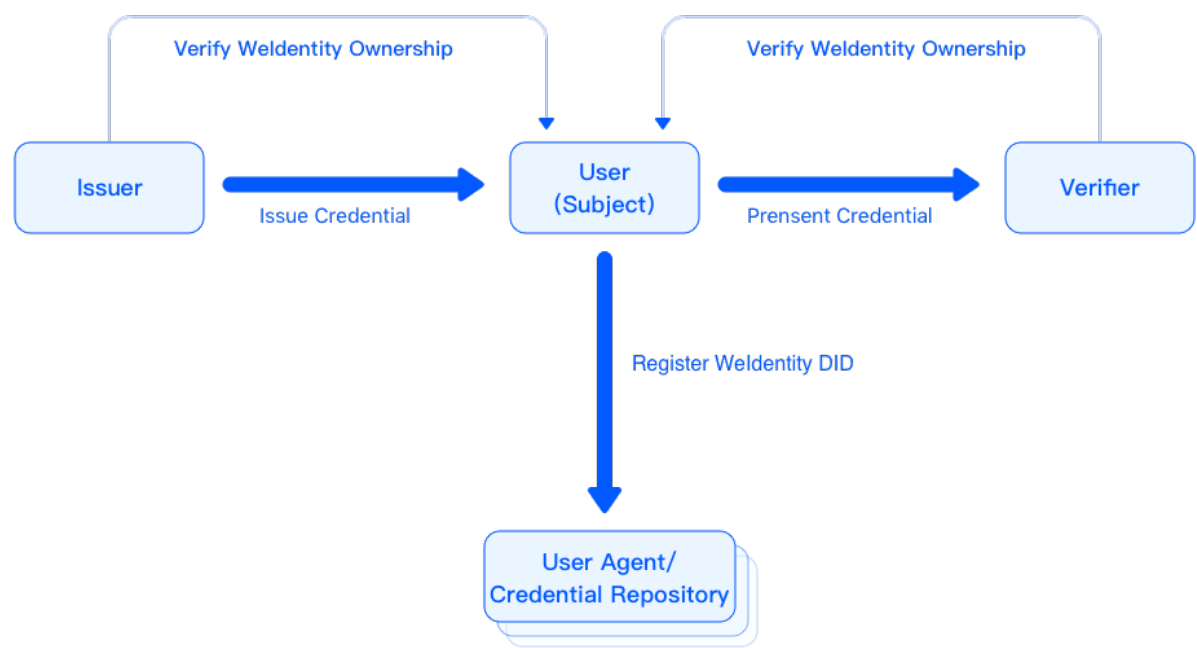 Verify WeIdentity Ownership
Verify WeIdentity Ownership
Issuer
User
(Subject)
Verifier
Issue Credential
Prensent Credential
Register WeIdentity DID
User Agent/
Credential Repository